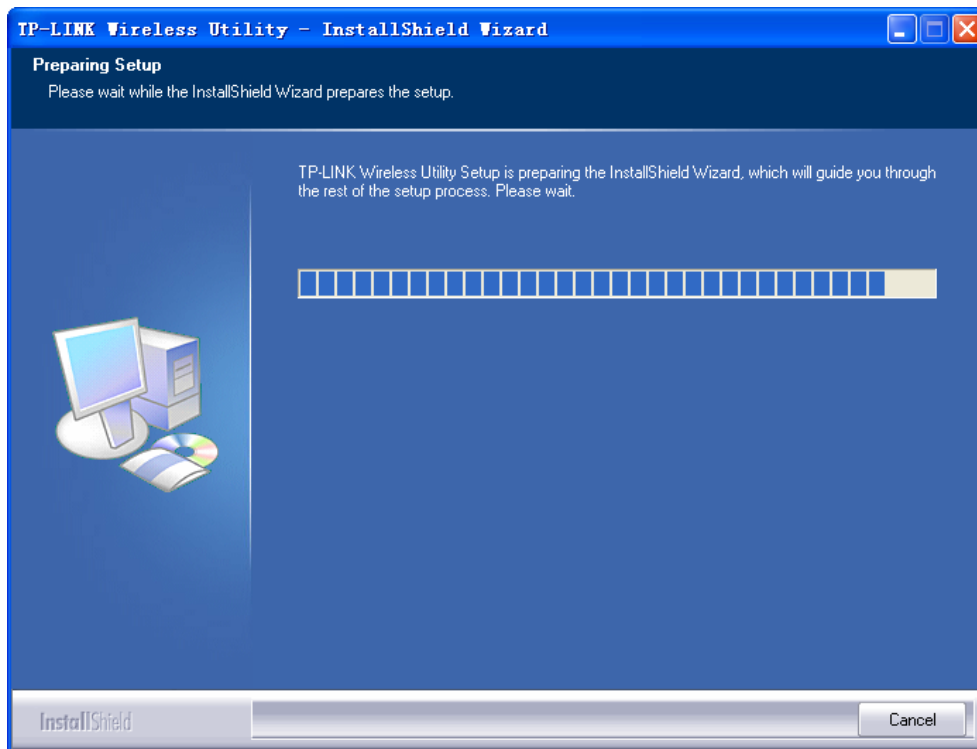 TP-LINK Wireless Utility - InstallShield Wizard
Preparing Setup
Please wait while the InstallShield Wizard prepares the setup.
TP-LINK Wireless Utility Setup is preparing the InstallShield Wizard, which will guide you through
the rest of the setup process. Please wait.
InstallShield
Cancel